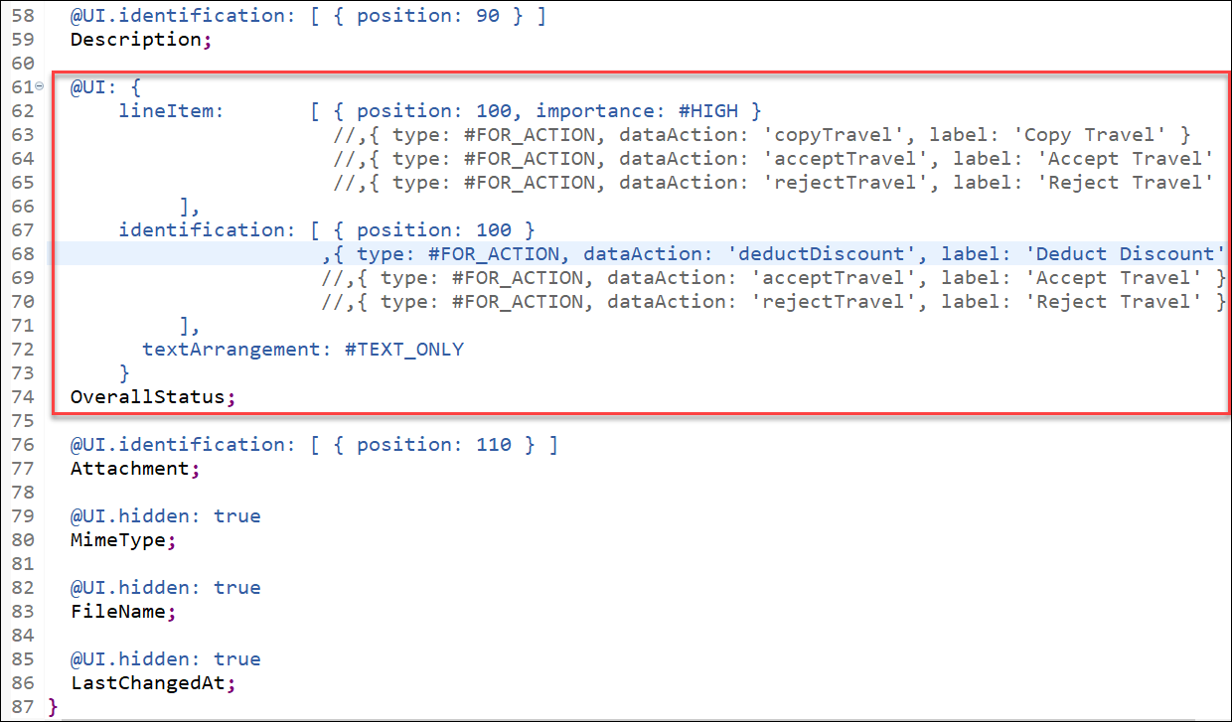 58 @UI.identification: [ { position: 90 } ]
59 Description;
60
61 @UI: {
62 lineItem: [ { position: 100, importance: #HIGH }
63 //,{ type: #FOR_ACTION, dataAction: 'copyTravel', label: 'Copy Travel' }
64 //,{ type: #FOR_ACTION, dataAction: 'acceptTravel', label: 'Accept Travel'
65 //,{ type: #FOR_ACTION, dataAction: 'rejectTravel', label: 'Reject Travel'
66 ],
67 identification: [ { position: 100 }
68 ,{ type: #FOR_ACTION, dataAction: 'deductDiscount', label: 'Deduct Discount'
69 //,{ type: #FOR_ACTION, dataAction: 'acceptTravel', label: 'Accept Travel' }
70 //,{ type: #FOR_ACTION, dataAction: 'rejectTravel', label: 'Reject Travel' }
71 ],
72 textArrangement: #TEXT_ONLY
73 }
74 OverallStatus;
75
76 @UI.identification: [ { position: 110 } ]
77 Attachment;
78
79 @UI.hidden: true
80 MimeType;
81
82 @UI.hidden: true
83 FileName;
84
85 @UI.hidden: true
86 LastChangedAt;
87 }